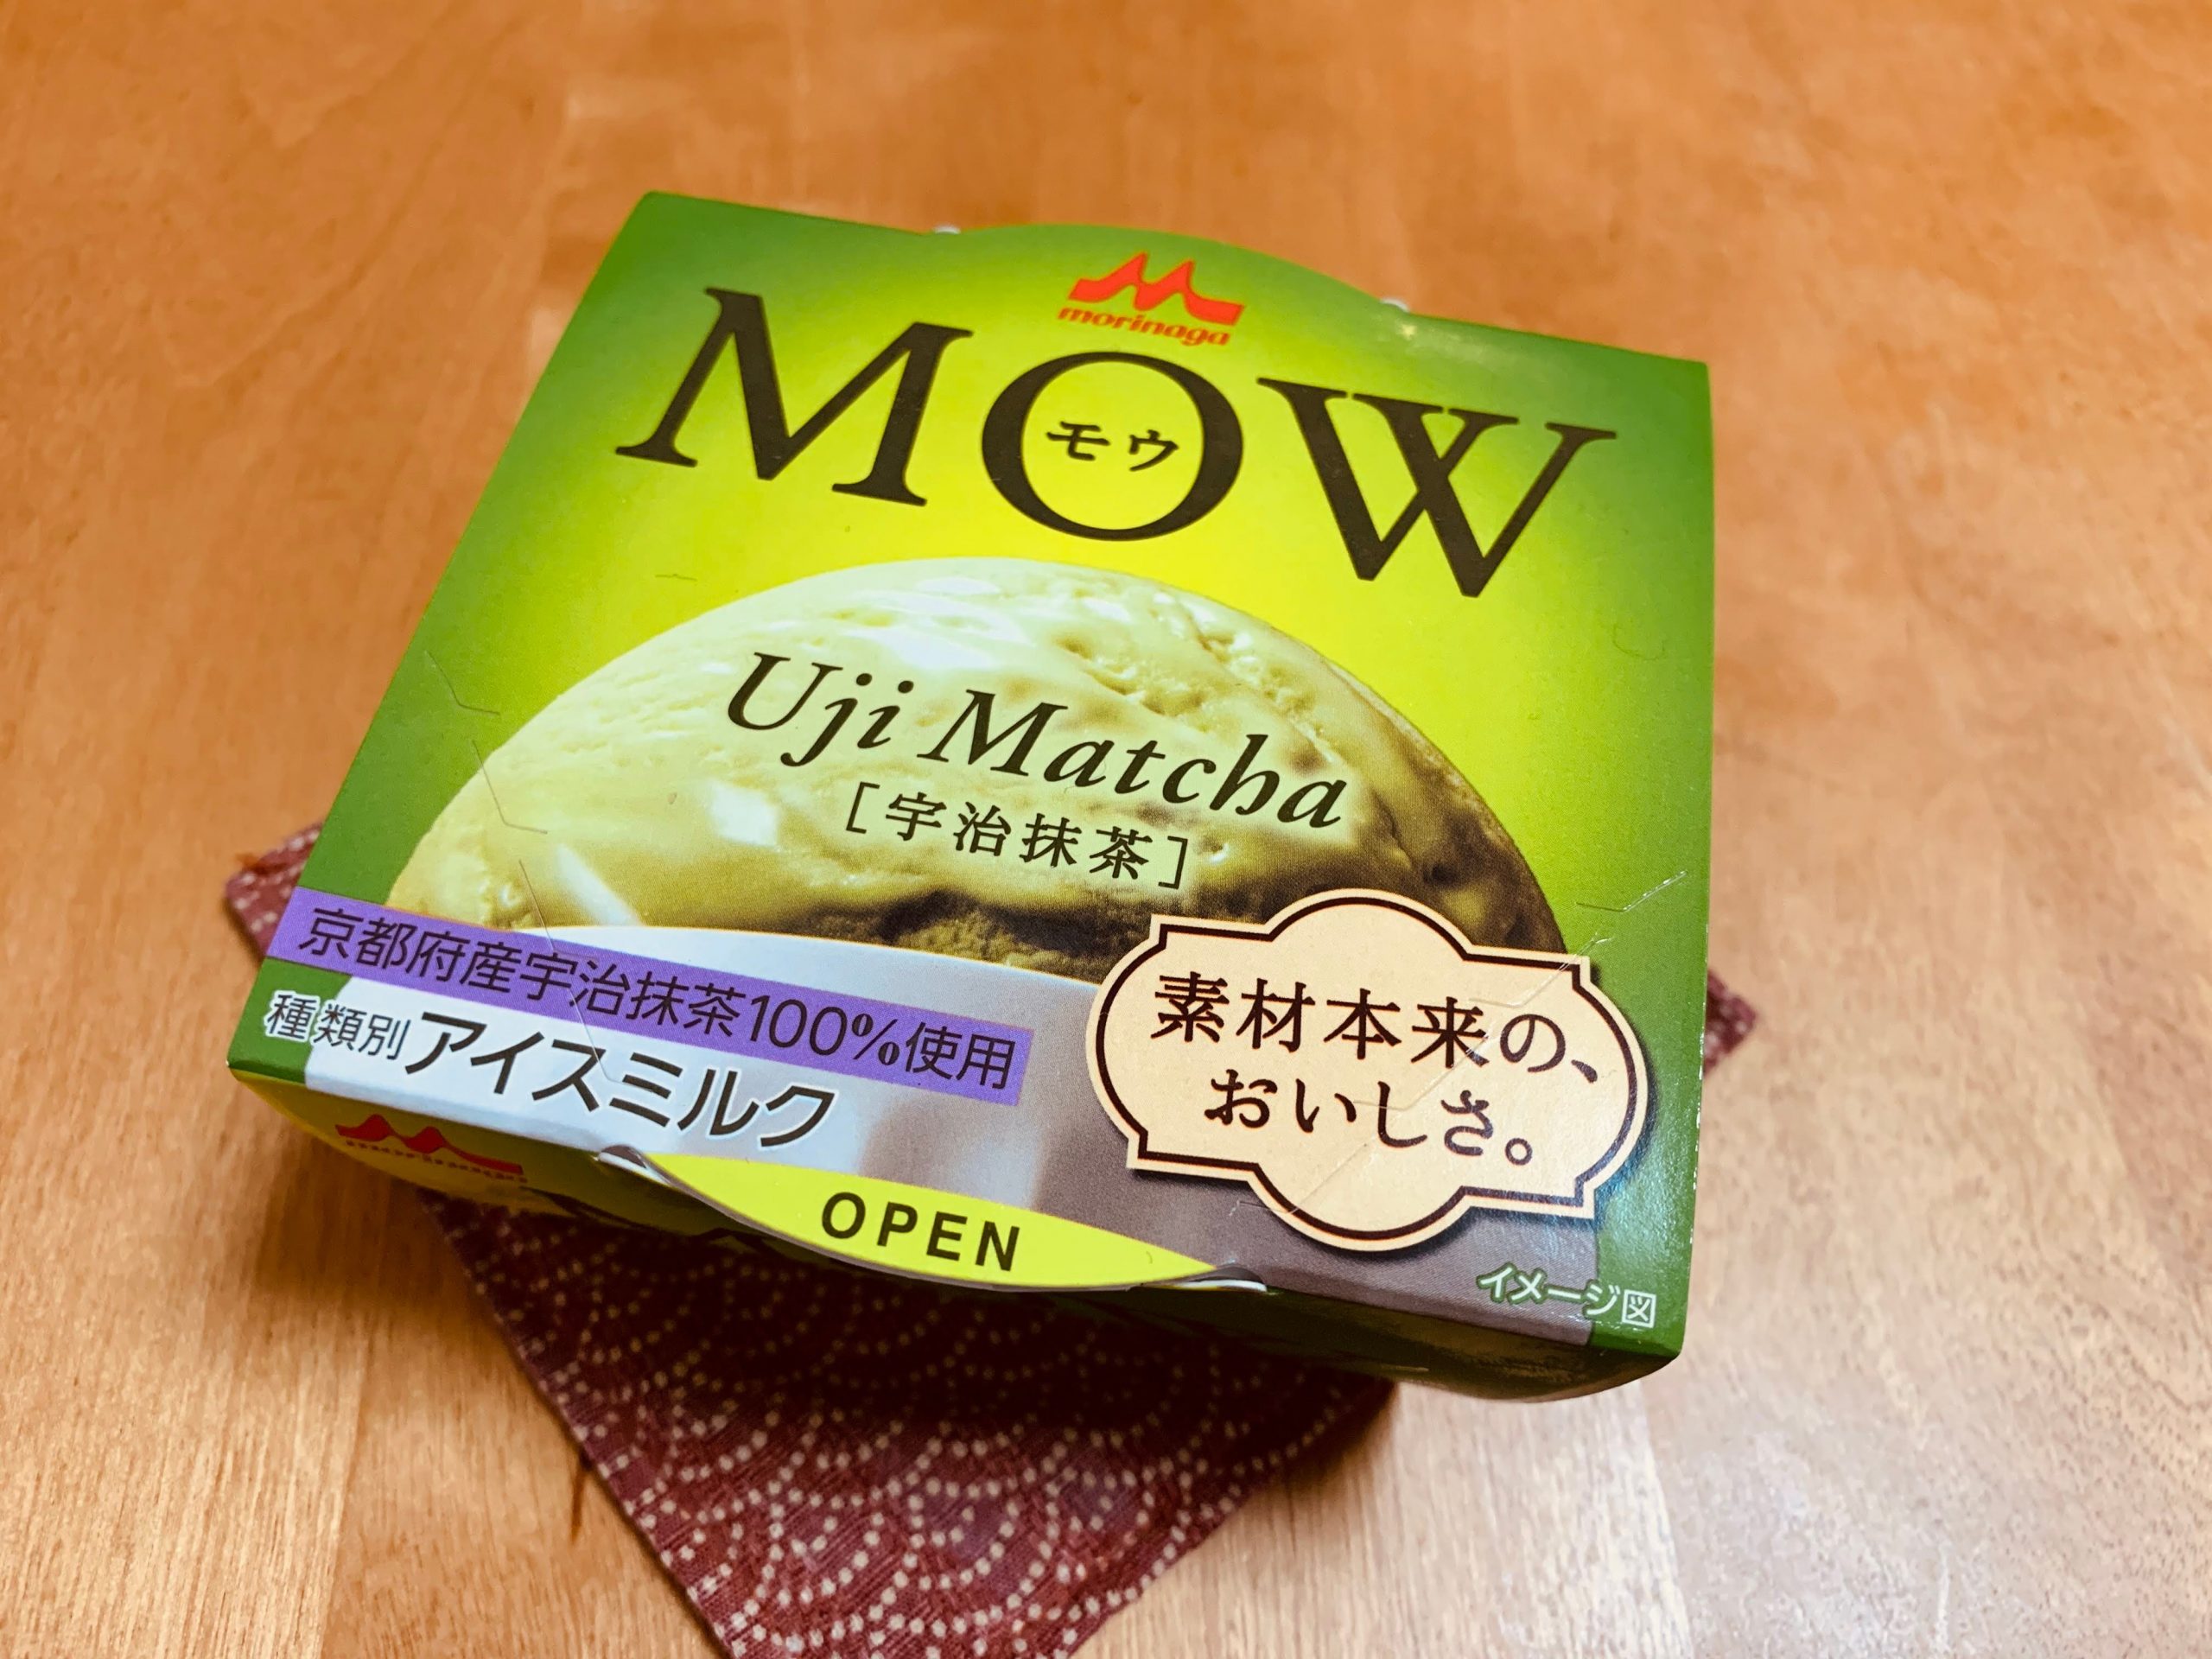 morinaga
MOW
モウ
Uji Matcha
[宇治抹茶]
京都府産宇治抹茶100%使用
種類別アイスミルク
素材本来の、
おいしさ。
OPEN
イメージ図
morinaga